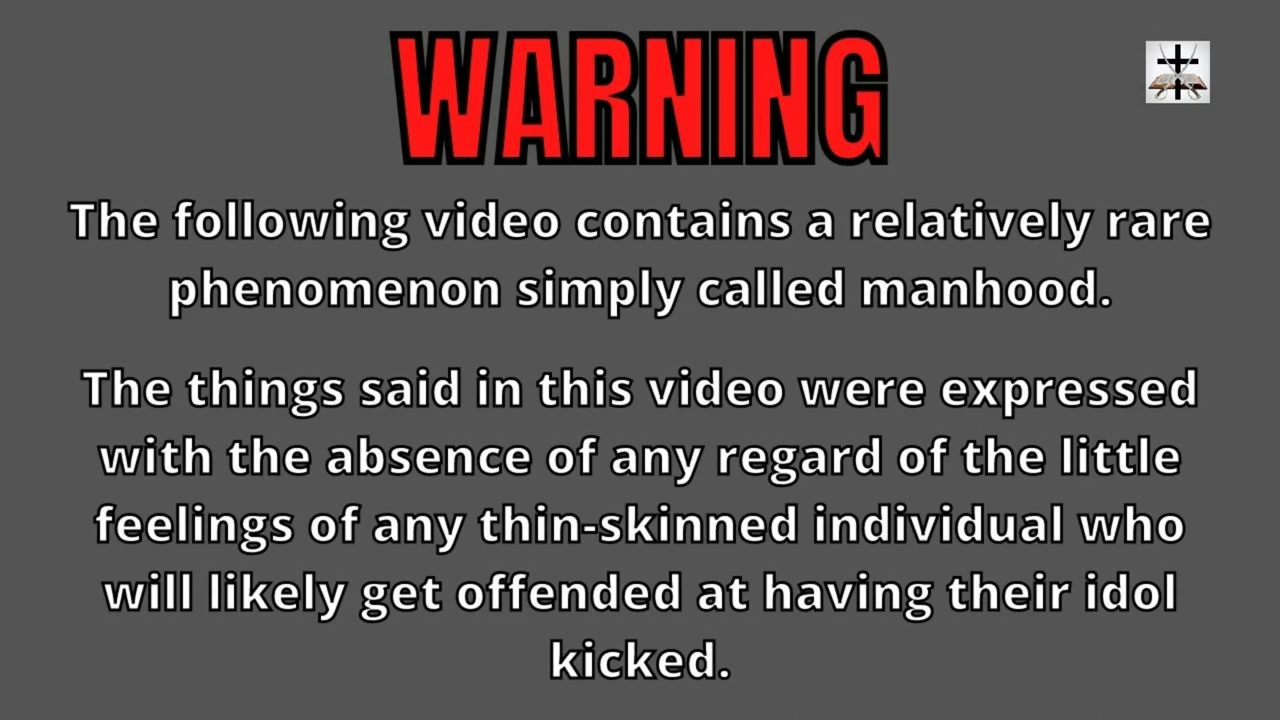 WARNING
The following video contains a relatively rare
phenomenon simply called manhood.
The things said in this video were expressed
with the absence of any regard of the little
feelings of any thin-skinned individual who
will likely get offended at having their idol
kicked.